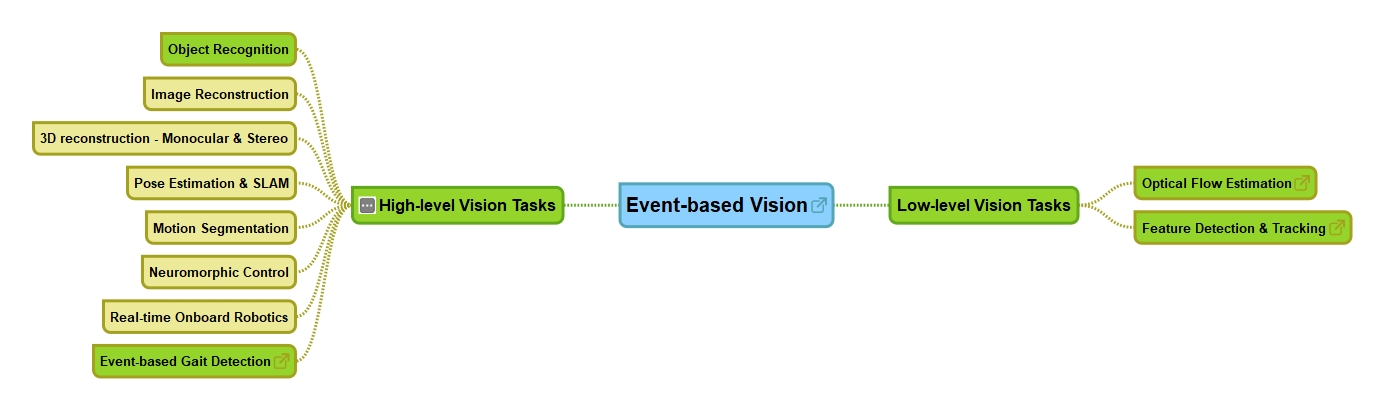 Object Recognition
Image Reconstruction
3D reconstruction - Monocular & Stereo
Pose Estimation & SLAM
Motion Segmentation
Neuromorphic Control
Real-time Onboard Robotics
Event-based Gait Detection
High-level Vision Tasks
Event-based Vision
Low-level Vision Tasks
Optical Flow Estimation
Feature Detection & Tracking